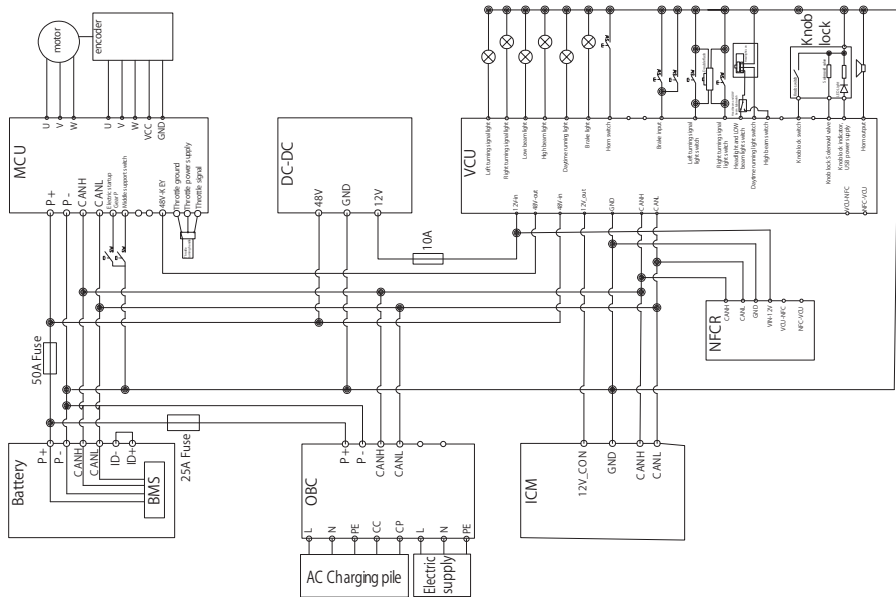 motor
encoder
U
V
W
U
V
W
VCC
GND
MCU
P+
P-
CANH
CANL
Electric startup
Gear P
Middle support switch
48V-KEY
Throttle ground
Throttle power supply
Throttle signal
DC-DC
48V
GND
12V
10A
VCU
Left turning signal light
Right turning signal light
Low beam light
High beam light
Daytime running light
Brake light
Horn switch
Brake input
Left turning signal
light switch
Right turning signal
light switch
Headlight and LOW
beam light switch
Daytime running light switch
High beam switch
Knob lock switch
Knob lock Solenoid valve
Knob lock indicator,
USB power supply
Horn output
Knob
lock
12V-in
48V-out
48V-in
12V_out
GND
CANH
CANL
VCU-NFC
NFC-VCU
NFCR
CANH
CANL
GND
VIN-12V
VCU-NFC
NFC-VCU
50A Fuse
25A Fuse
Battery
P+
P-
CANH
CANL
ID-
ID+
BMS
OBC
P+
P-
CANH
CANL
L
N
PE
CC
CP
L
N
PE
AC Charging pile
Electric
supply
ICM
12V_CON
GND
CANH
CANL